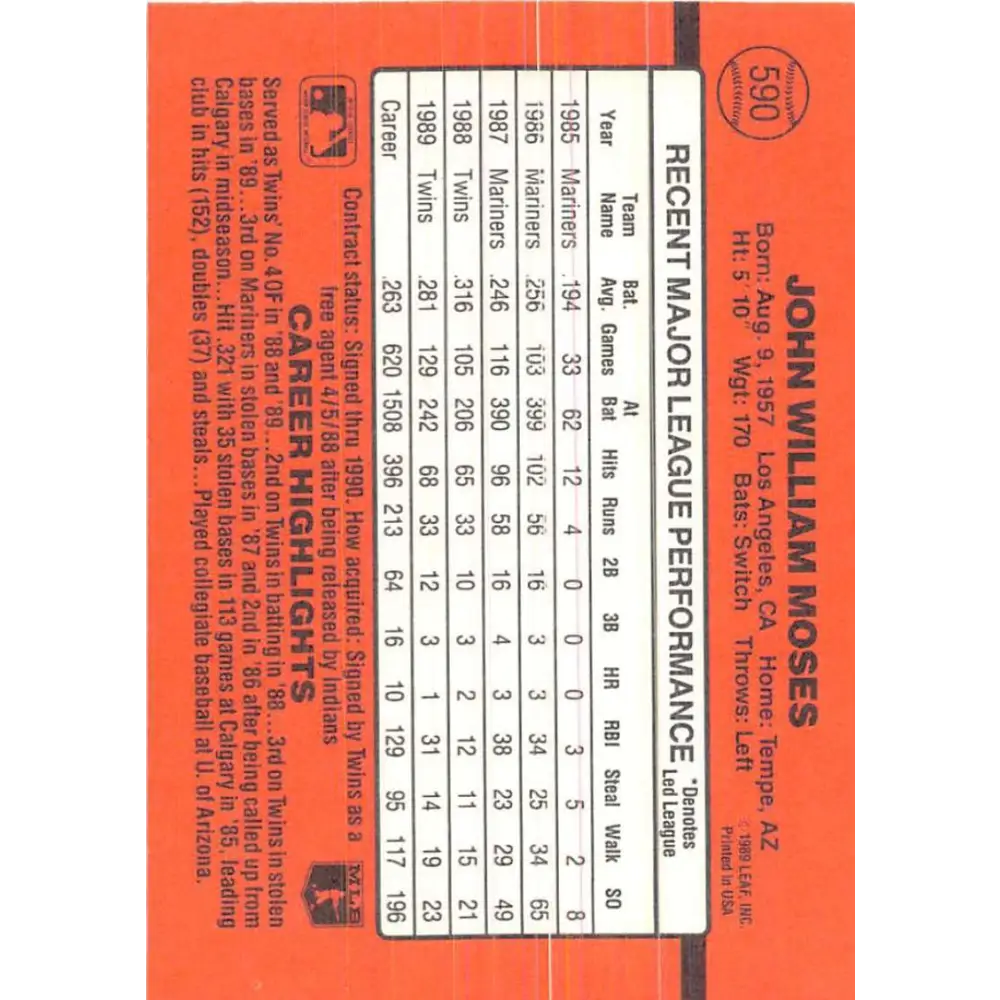 590
JOHN WILLIAM MOSES
Born: Aug. 9, 1957 Los Angeles, CA Home: Tempe, AZ
Ht: 5' 10" Wgt: 170 Bats: Switch Throws: Left
© 1989 LEAF, INC.
Printed in USA
RECENT MAJOR LEAGUE PERFORMANCE
*Denotes
Led League
Year Team Name Bat. Avg. Games At Bat Hits Runs 2B 3B HR RBI Steal Walk SO
1985 Mariners .194 33 62 12 4 0 0 0 3 5 2 8
1986 Mariners .256 103 399 102 56 16 3 3 34 25 34 65
1987 Mariners .246 116 390 96 58 16 4 3 38 23 29 49
1988 Twins .316 105 206 65 33 10 3 2 12 11 15 21
1989 Twins .281 129 242 68 33 12 3 1 31 14 19 23
Career .263 620 1508 396 213 64 16 10 129 95 117 196
Contract status: Signed thru 1990. How acquired: Signed by Twins as a
free agent 4/5/88 after being released by Indians
MLB
CAREER HIGHLIGHTS
Served as Twins' No. 4 OF in '88 and '89...2nd on Twins in batting in '88...3rd on Twins in stolen
bases in '89...3rd on Mariners in stolen bases in '87 and 2nd in '86 after being called up from
Calgary in midseason...Hit .321 with 35 stolen bases in 113 games at Calgary in '85, leading
club in hits (152), doubles (37) and steals...Played collegiate baseball at U. of Arizona.